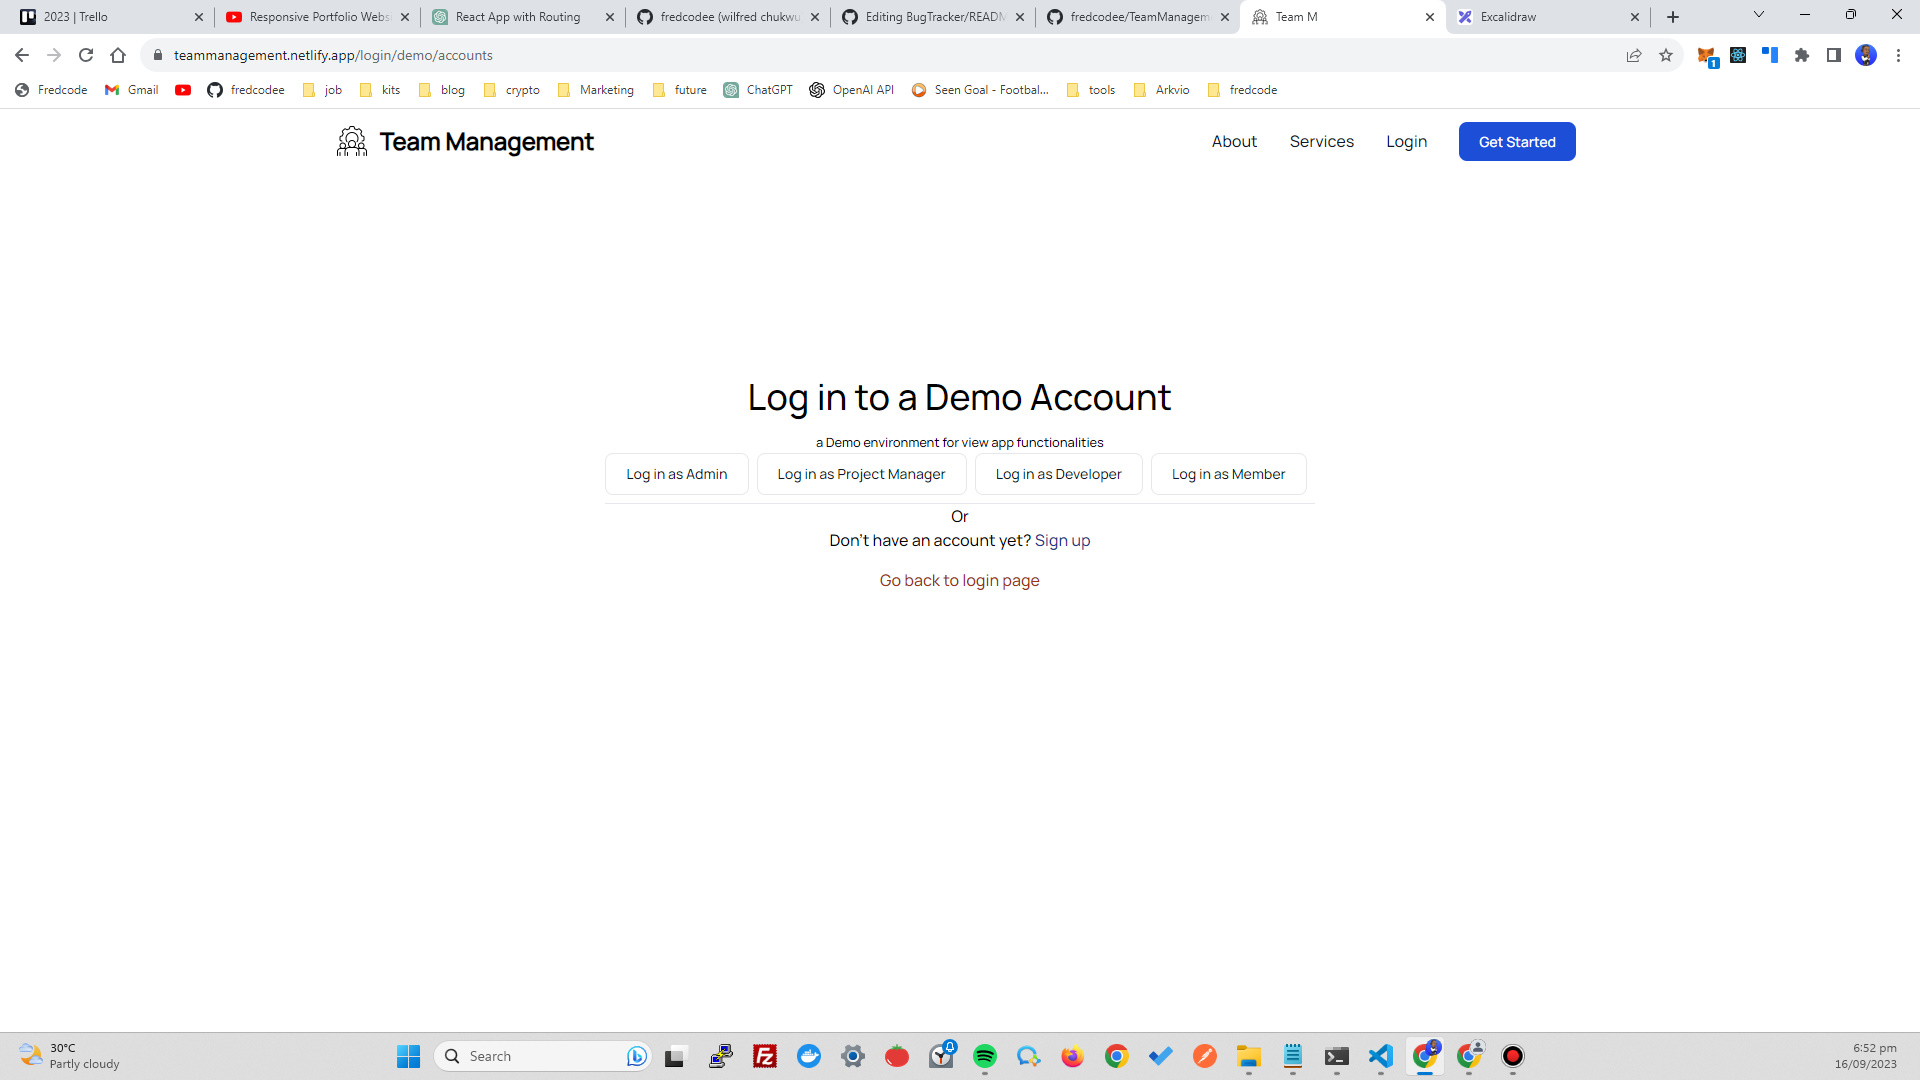 2023 | Trello
Responsive Portfolio Websi
React App with Routing
fredcodee (wilfred chukwu
Editing BugTracker/READM
fredcodee/TeamManagem
Team M
Excalidraw
teammanagement.netlify.app/login/demo/accounts
1
Fredcode
Gmail
fredcodee
job
kits
blog
crypto
Marketing
future
ChatGPT
OpenAI API
Seen Goal - Footbal...
tools
Arkvio
fredcode
Team Management
About
Services
Login
Get Started
Log in to a Demo Account
a Demo environment for view app functionalities
Log in as Admin
Log in as Project Manager
Log in as Developer
Log in as Member
Or
Don't have an account yet? Sign up
Go back to login page
30°C
Partly cloudy
Search
6:52 pm
16/09/2023